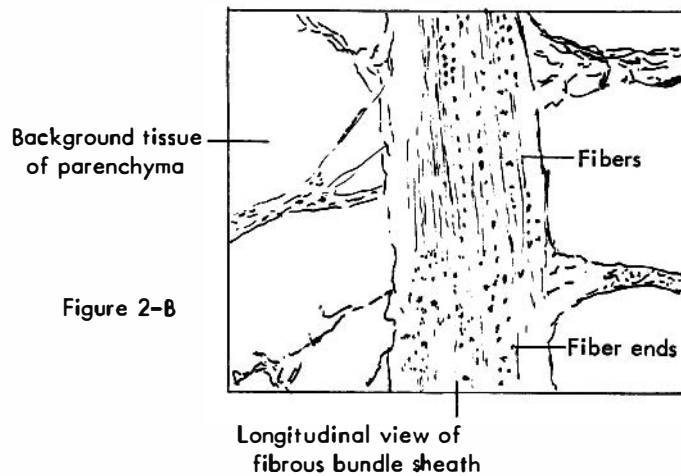 Background tissue
of parenchyma
Fibers
Figure 2-B
Fiber ends
Longitudinal view of
fibrous bundle sheath